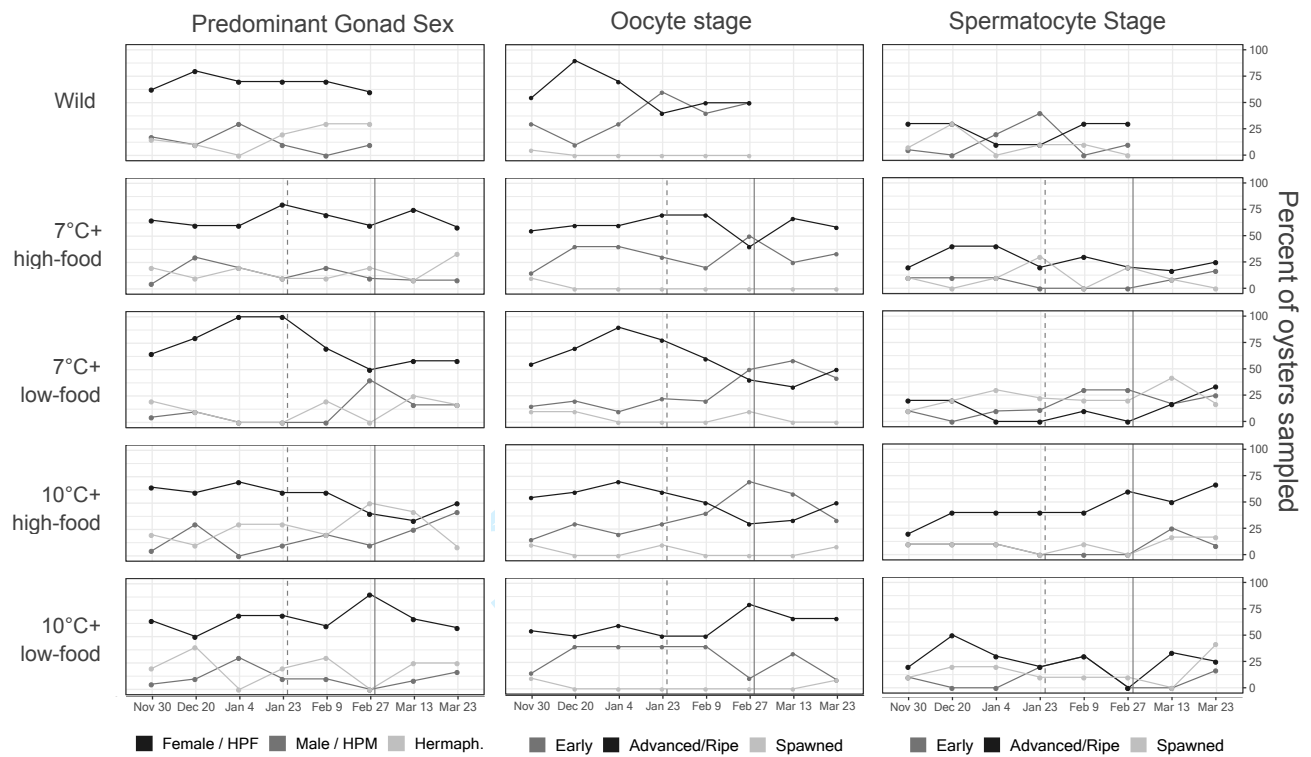 Predominant Gonad Sex
Oocyte stage
Spermatocyte Stage
Wild
100
75
50
25
0
7°C+
high-food
100
75
50
25
0
7°C+
low-food
100
75
50
25
0
10°C+
high-food
100
75
50
25
0
10°C+
low-food
100
75
50
25
0
Percent of oysters sampled
Nov 30 Dec 20 Jan 4 Jan 23 Feb 9 Feb 27 Mar 13 Mar 23
Nov 30 Dec 20 Jan 4 Jan 23 Feb 9 Feb 27 Mar 13 Mar 23
Nov 30 Dec 20 Jan 4 Jan 23 Feb 9 Feb 27 Mar 13 Mar 23
Female / HPF Male / HPM Hermaph.
Early Advanced/Ripe Spawned
Early Advanced/Ripe Spawned